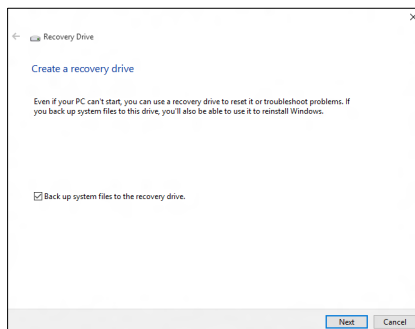 Recovery Drive
Create a recovery drive
Even if your PC can't start, you can use a recovery drive to reset it or troubleshoot problems. If
you back up system files to this drive, you'll also be able to use it to reinstall Windows.
Back up system files to the recovery drive.
Next Cancel